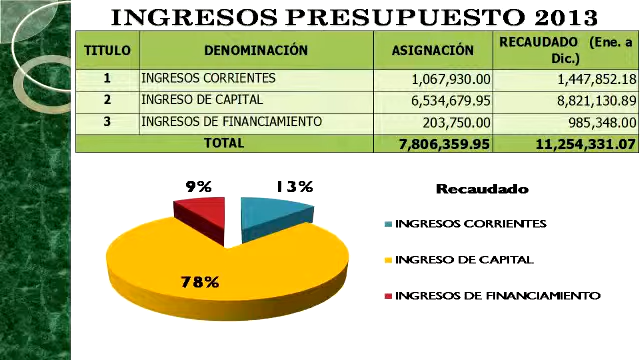 INGRESOS PRESUPUESTO 2013
TITULO DENOMINACIÓN ASIGNACIÓN RECAUDADO (Ene. a Dic.)
1 INGRESOS CORRIENTES 1,067,930.00 1,447,852.18
2 INGRESO DE CAPITAL 6,534,679.95 8,821,130.89
3 INGRESOS DE FINANCIAMIENTO 203,750.00 985,348.00
TOTAL 7,806,359.95 11,254,331.07
9% 13%
78%
Recaudado
INGRESOS CORRIENTES
INGRESO DE CAPITAL
INGRESOS DE FINANCIAMIENTO